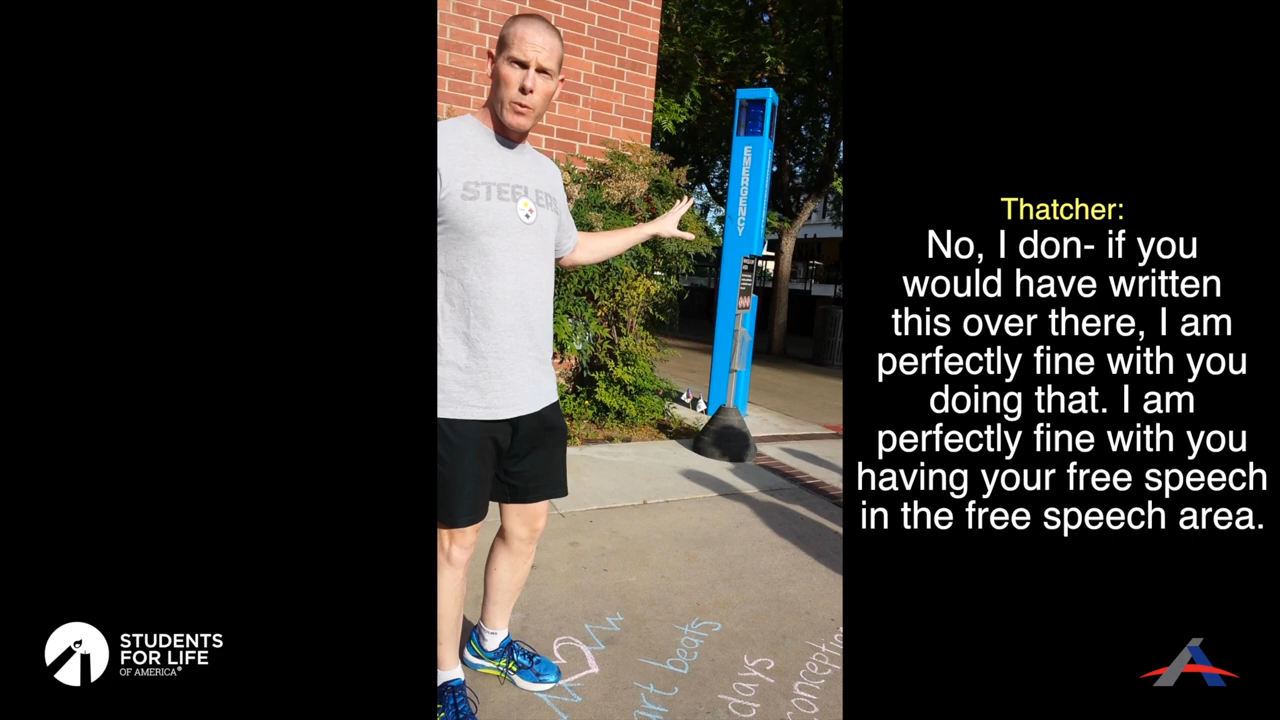 STEELERS
EMERGENCY
Thatcher:
No, I don- if you
would have written
this over there, I am
perfectly fine with you
doing that. I am
perfectly fine with you
having your free speech
in the free speech area.
art beats
days
conception
STUDENTS
FOR LIFE
OF AMERICA®